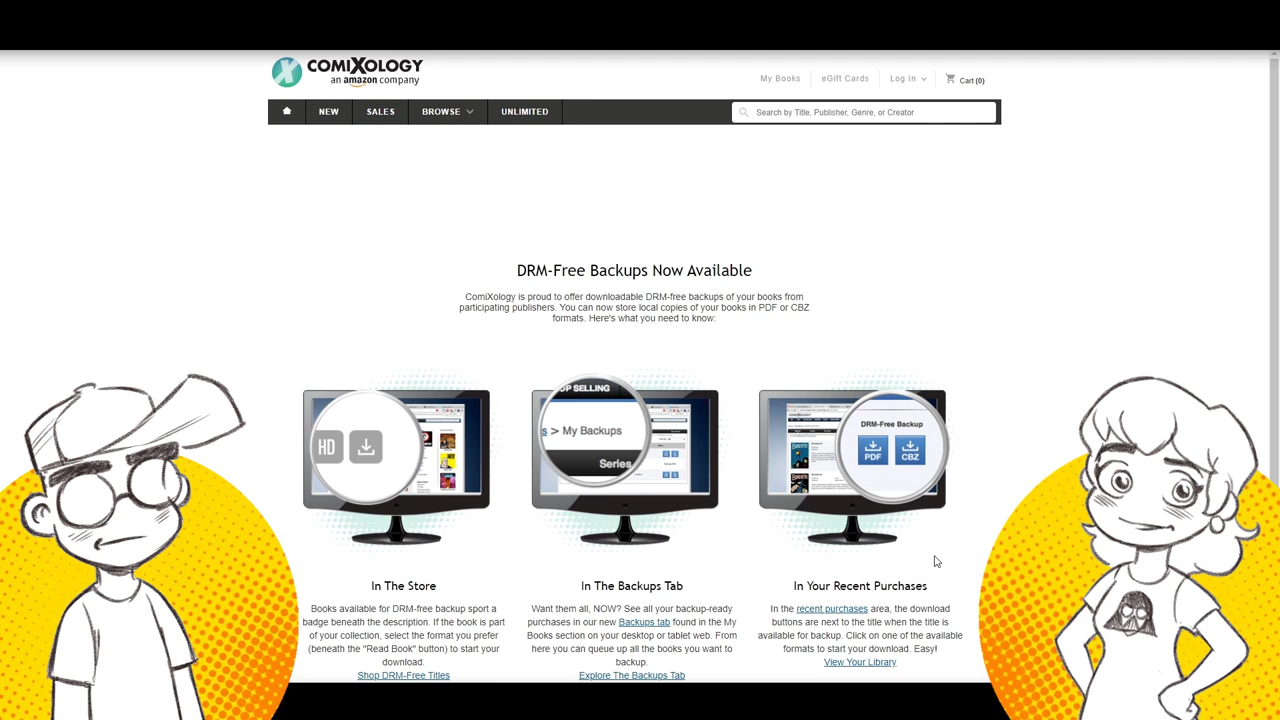 COMIXOLOGY
an amazon company
My Books
eGift Cards
Log In
Cart (0)
NEW
SALES
BROWSE
UNLIMITED
Search by Title, Publisher, Genre, or Creator
DRM-Free Backups Now Available
ComiXology is proud to offer downloadable DRM-free backups of your books from
participating publishers. You can now store local copies of your books in PDF or CBZ
formats. Here's what you need to know:
HD
OP SELLING
s > My Backups
Series
COMIXOLOGY
DRM-Free Backup
PDF
CBZ
In The Store
Books available for DRM-free backup sport a
badge beneath the description. If the book is part
of your collection, select the format you prefer
(beneath the "Read Book" button) to start your
download.
Shop DRM-Free Titles
In The Backups Tab
Want them all, NOW? See all your backup-ready
purchases in our new Backups tab found in the My
Books section on your desktop or tablet web. From
here you can queue up all the books you want to
backup.
Explore The Backups Tab
In Your Recent Purchases
In the recent purchases area, the download
buttons are next to the title when the title is
available for backup. Click on one of the available
formats to start your download. Easy!
View Your Library